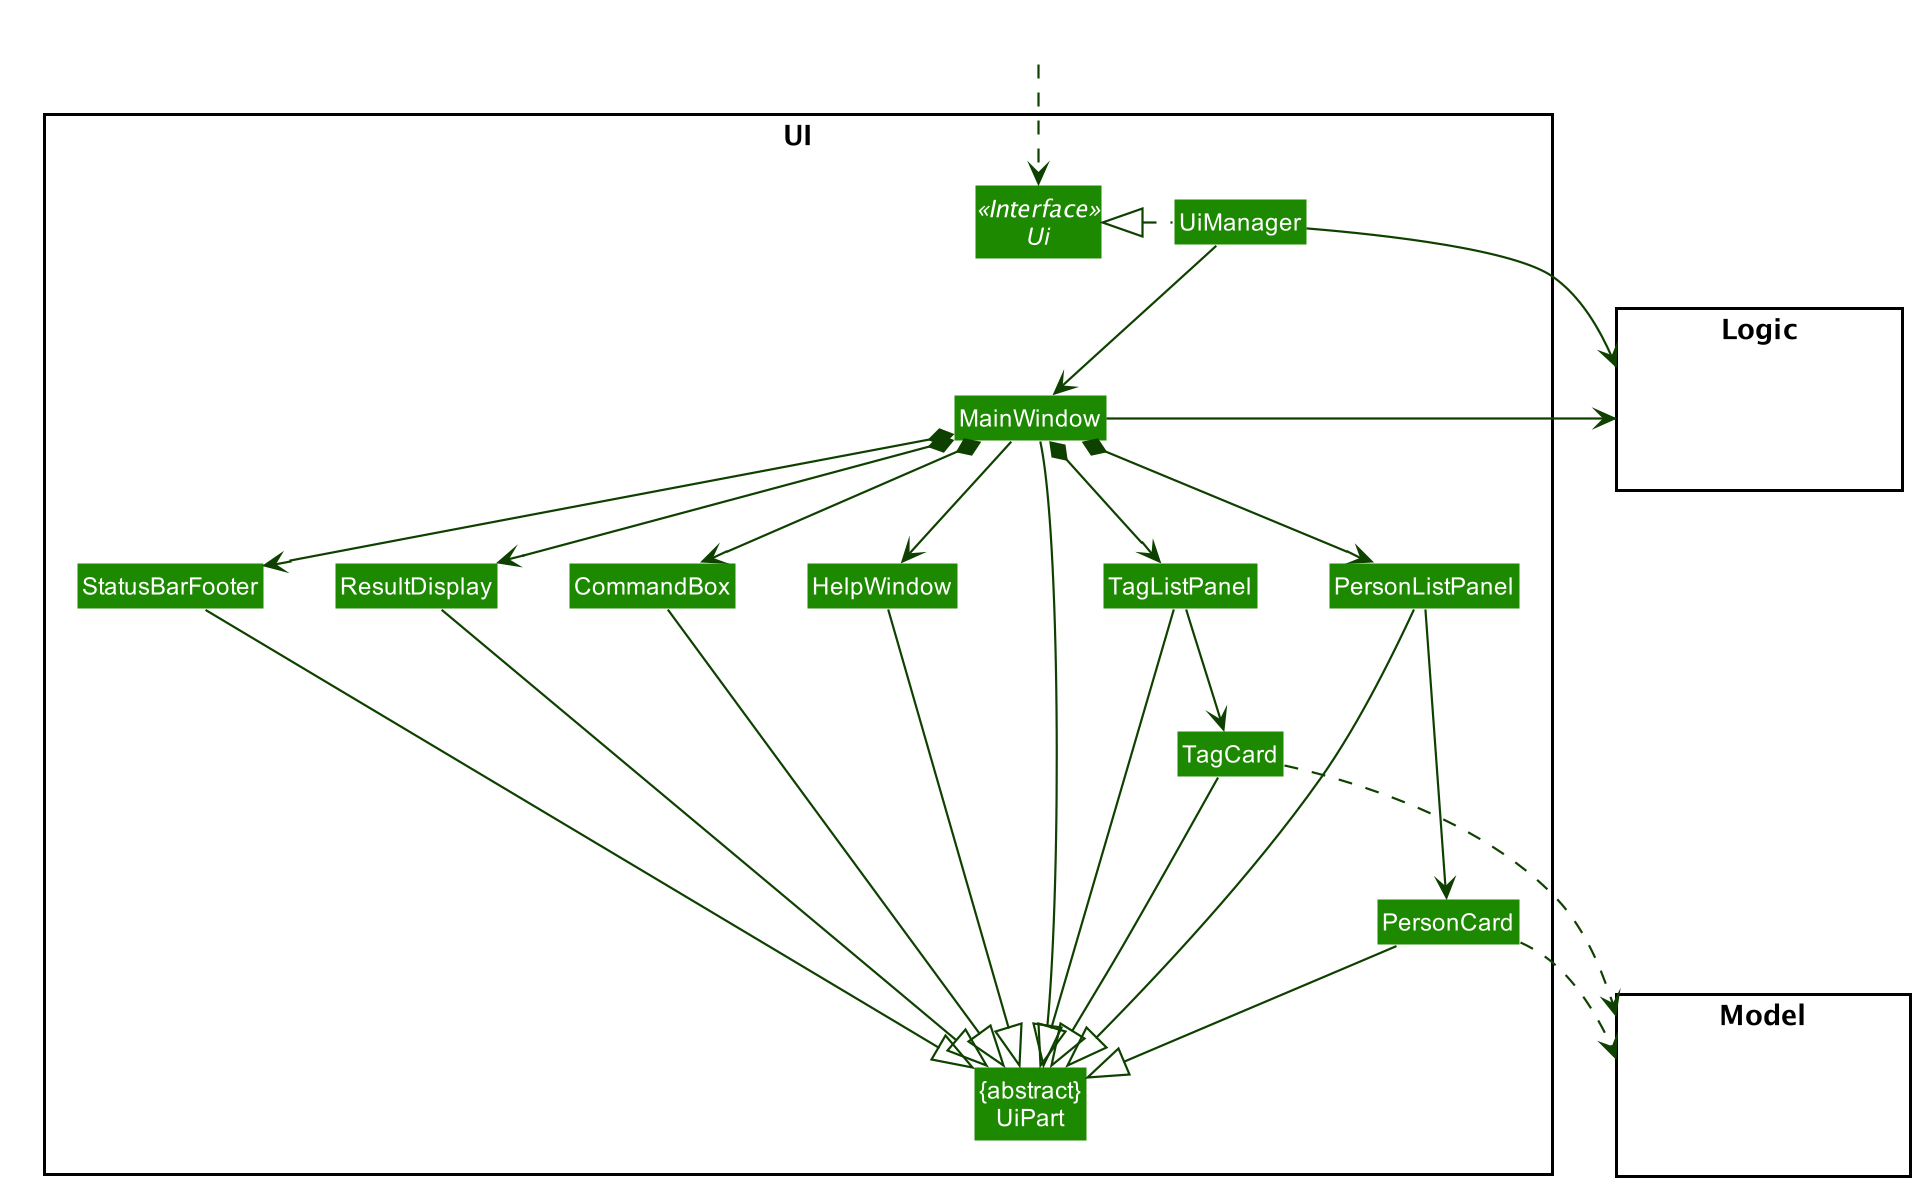 UI
«Interface»
Ui
UiManager
Logic
MainWindow
StatusBarFooter
ResultDisplay
CommandBox
HelpWindow
TagListPanel
PersonListPanel
TagCard
PersonCard
Model
{abstract}
UiPart